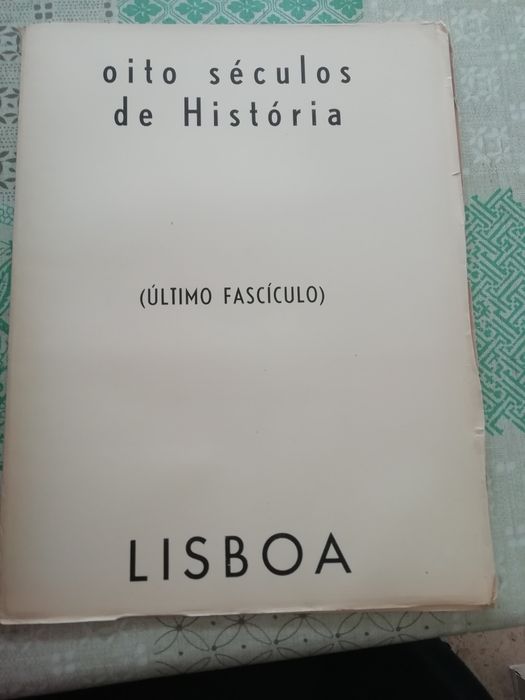 oito séculos
de História
(ÚLTIMO FASCÍCULO)
LISBOA